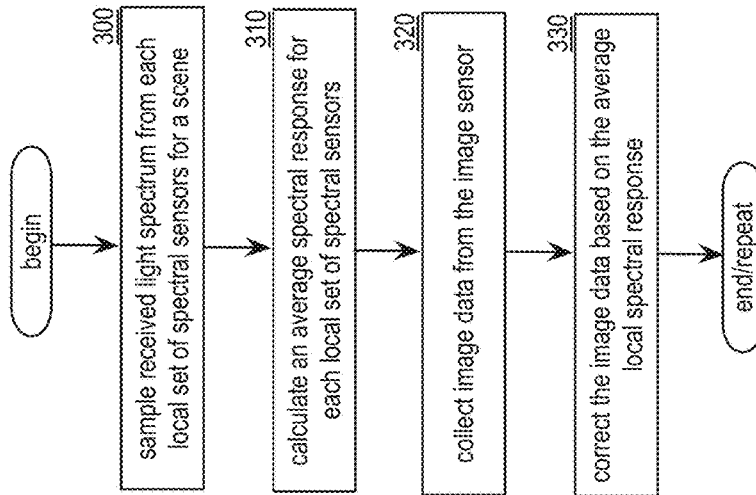 begin
300
sample received light spectrum from each
local set of spectral sensors for a scene
310
calculate an average spectral response for
each local set of spectral sensors
320
collect image data from the image sensor
330
correct the image data based on the average
local spectral response
end/repeat